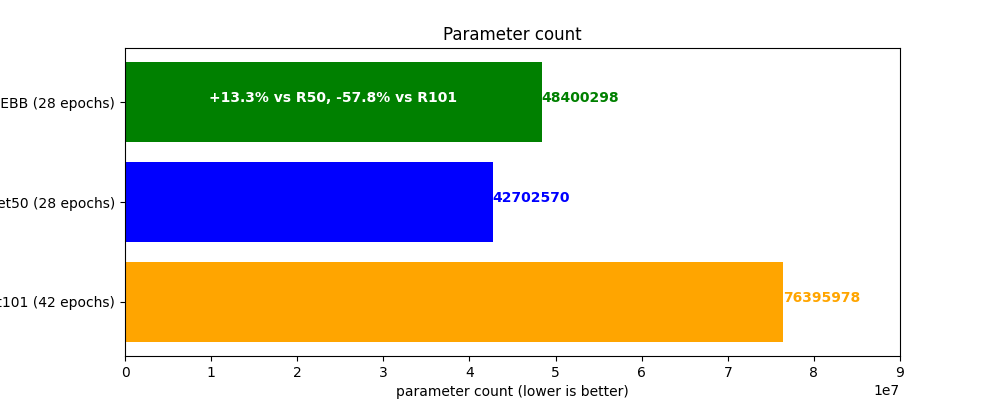 Parameter count
EBB (28 epochs)
+13.3% vs R50, -57.8% vs R101
48400298
et50 (28 epochs)
42702570
101 (42 epochs)
76395978
0 1 2 3 4 5 6 7 8 9
1e7
parameter count (lower is better)